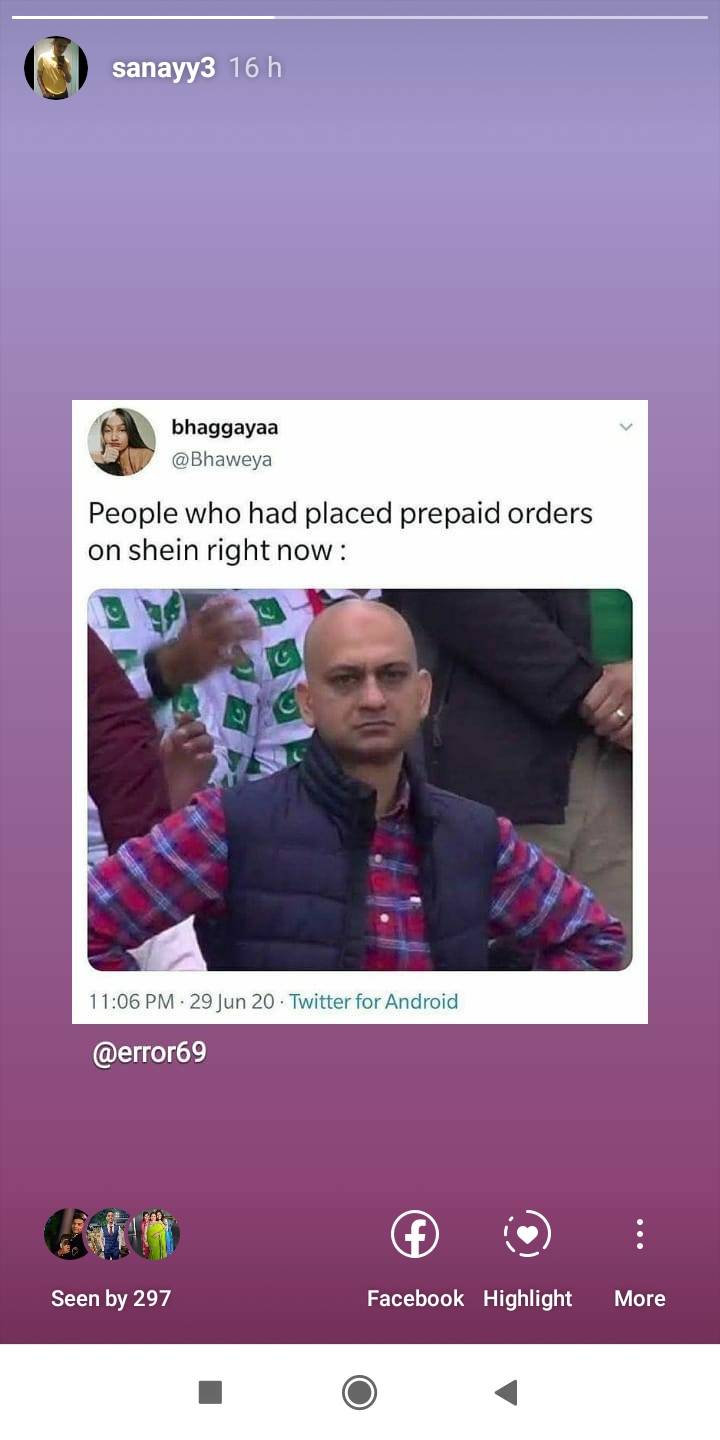 sanayy3 16 h
bhaggayaa
@Bhaweya
People who had placed prepaid orders
on shein right now :
11:06 PM · 29 Jun 20 · Twitter for Android
@error69
Seen by 297
Facebook
Highlight
More